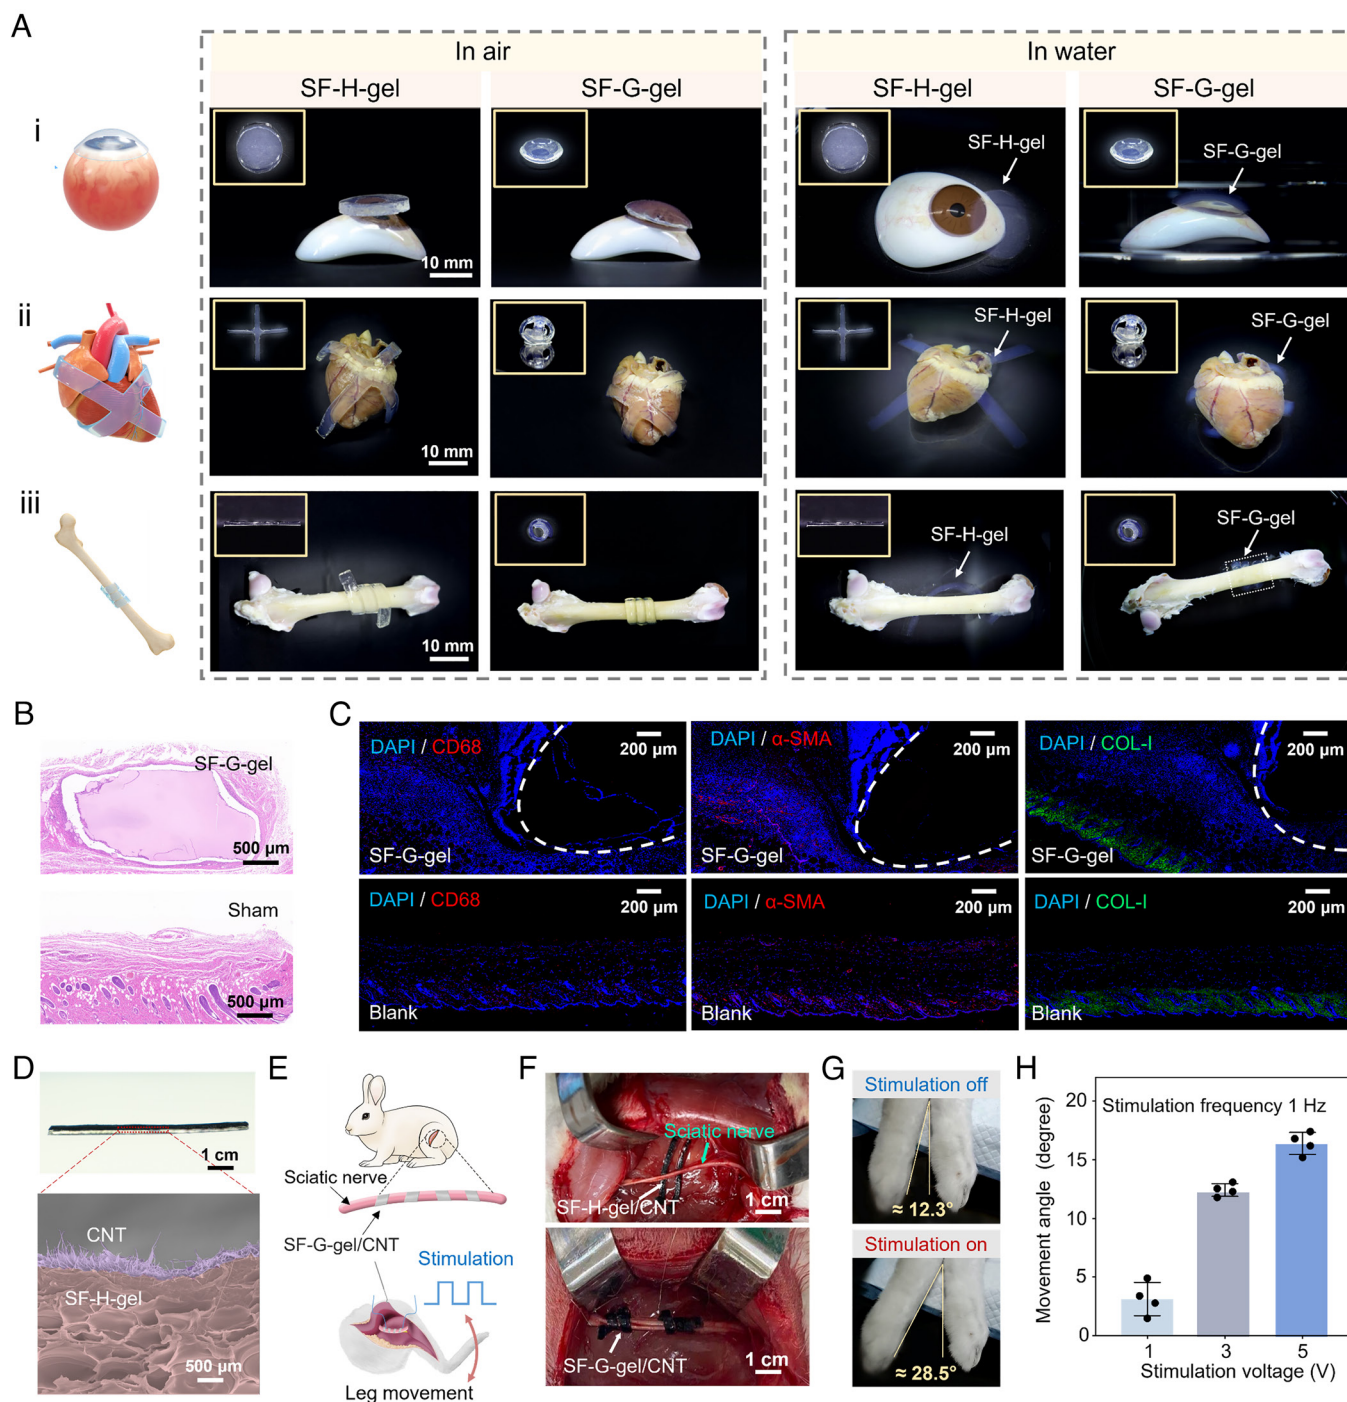 A
In air
In water
SF-H-gel
SF-G-gel
SF-H-gel
SF-G-gel
i
10 mm
SF-H-gel
SF-G-gel
ii
10 mm
SF-H-gel
SF-G-gel
iii
10 mm
SF-H-gel
SF-G-gel
B
SF-G-gel
500 μm
Sham
500 μm
C
DAPI / CD68
200 μm
SF-G-gel
DAPI / α-SMA
200 μm
SF-G-gel
DAPI / COL-I
200 μm
SF-G-gel
DAPI / CD68
200 μm
Blank
DAPI / α-SMA
200 μm
Blank
DAPI / COL-I
200 μm
Blank
D
1 cm
CNT
SF-H-gel
500 μm
E
Sciatic nerve
SF-G-gel/CNT
Stimulation
Leg movement
F
Sciatic nerve
SF-H-gel/CNT
1 cm
SF-G-gel/CNT
1 cm
G
Stimulation off
≈ 12.3°
Stimulation on
≈ 28.5°
H
Stimulation frequency 1 Hz
Movement angle (degree)
20
15
10
5
0
1
3
5
Stimulation voltage (V)